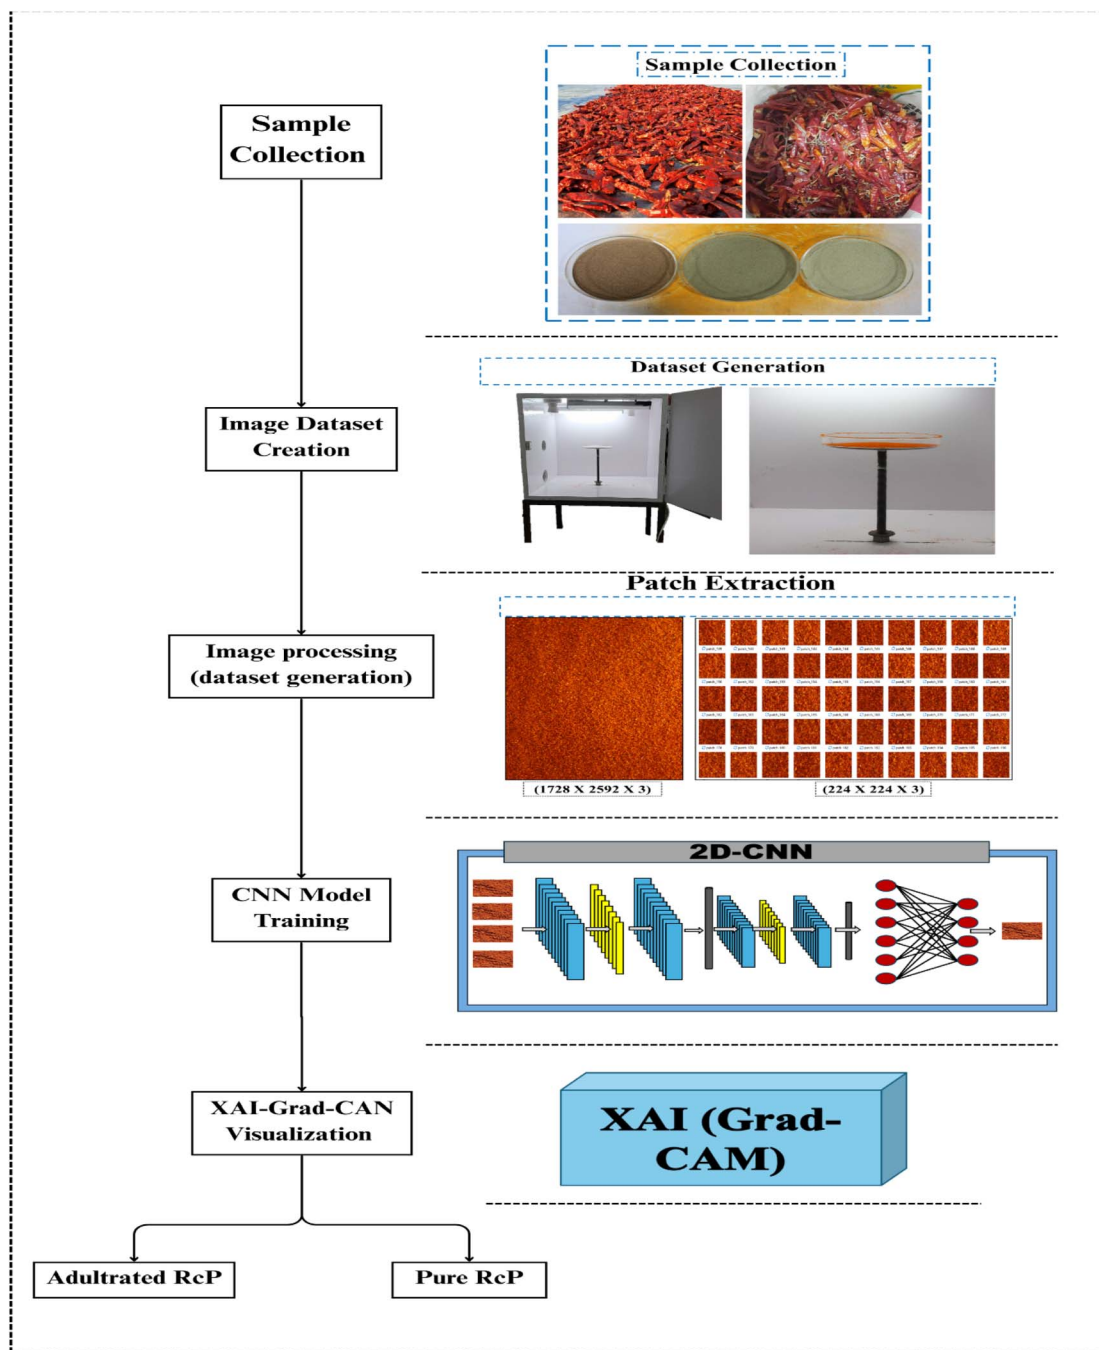 Sample Collection
Sample
Collection
Dataset Generation
Image Dataset
Creation
Patch Extraction
Image processing
(dataset generation)
(1728 X 2592 X 3)
(224 X 224 X 3)
2D-CNN
CNN Model
Training
XAI-Grad-CAN
Visualization
XAI (Grad-
CAM)
Adultrated RcP
Pure RcP